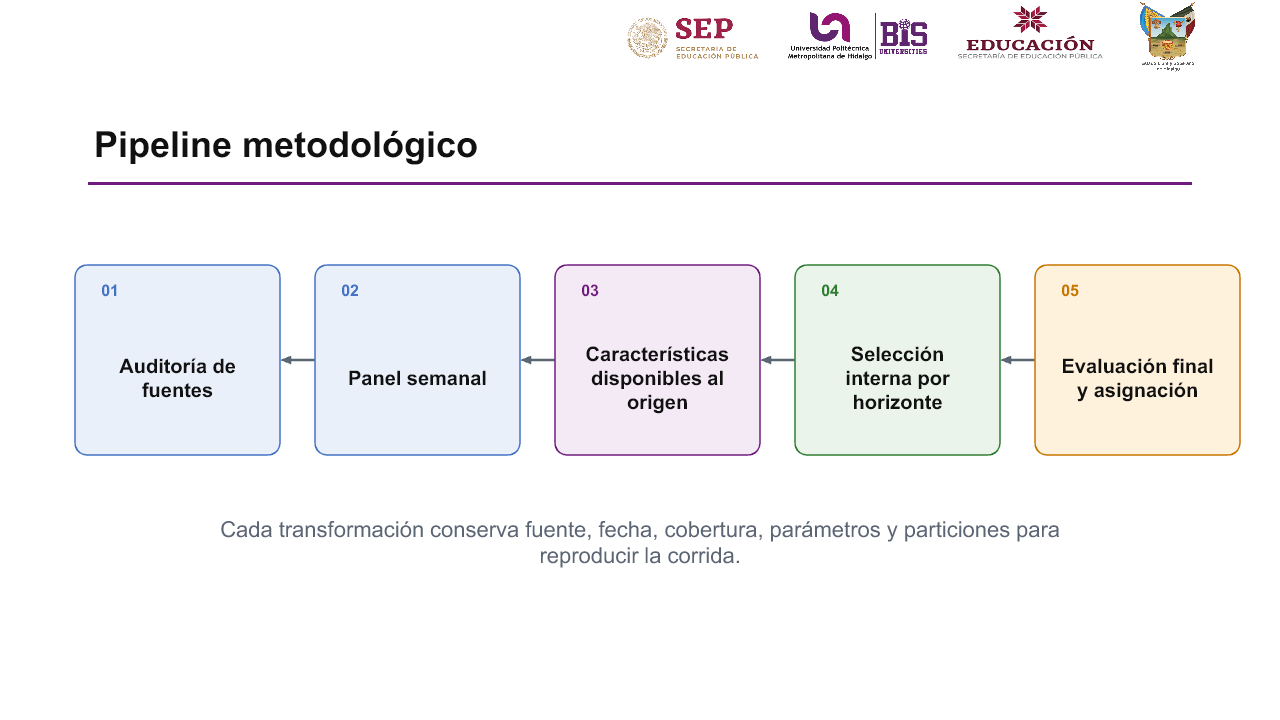 SEP
SECRETARÍA DE
EDUCACIÓN PÚBLICA
Universidad Politécnica
Metropolitana de Hidalgo
BIS
UNIVERSITIES
EDUCACIÓN
SECRETARÍA DE EDUCACIÓN PÚBLICA
Pipeline metodológico
01
Auditoría de
fuentes
02
Panel semanal
03
Características
disponibles al
origen
04
Selección
interna por
horizonte
05
Evaluación final
y asignación
Cada transformación conserva fuente, fecha, cobertura, parámetros y particiones para
reproducir la corrida.